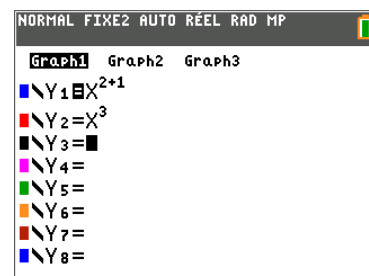 NORMAL FIXE2 AUTO RÉEL RAD MP
Graph1 Graph2 Graph3
\Y₁=X²⁺¹
\Y₂=X³
\Y₃=
\Y₄=
\Y₅=
\Y₆=
\Y₇=
\Y₈=